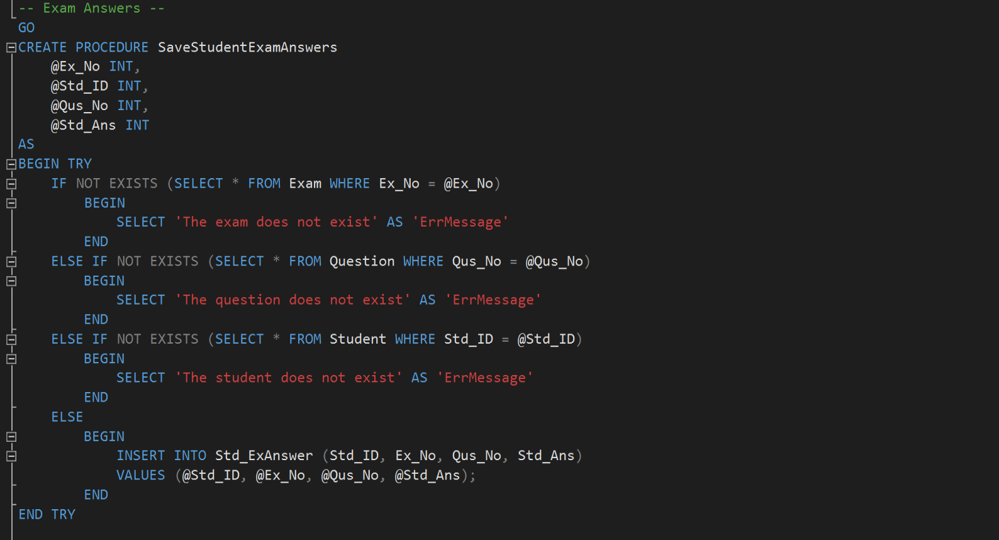 -- Exam Answers --
GO
CREATE PROCEDURE SaveStudentExamAnswers
    @Ex_No INT,
    @Std_ID INT,
    @Qus_No INT,
    @Std_Ans INT
AS
BEGIN TRY
    IF NOT EXISTS (SELECT * FROM Exam WHERE Ex_No = @Ex_No)
        BEGIN
            SELECT 'The exam does not exist' AS 'ErrMessage'
        END
    ELSE IF NOT EXISTS (SELECT * FROM Question WHERE Qus_No = @Qus_No)
        BEGIN
            SELECT 'The question does not exist' AS 'ErrMessage'
        END
    ELSE IF NOT EXISTS (SELECT * FROM Student WHERE Std_ID = @Std_ID)
        BEGIN
            SELECT 'The student does not exist' AS 'ErrMessage'
        END
    ELSE
        BEGIN
            INSERT INTO Std_ExAnswer (Std_ID, Ex_No, Qus_No, Std_Ans)
            VALUES (@Std_ID, @Ex_No, @Qus_No, @Std_Ans);
        END
END TRY